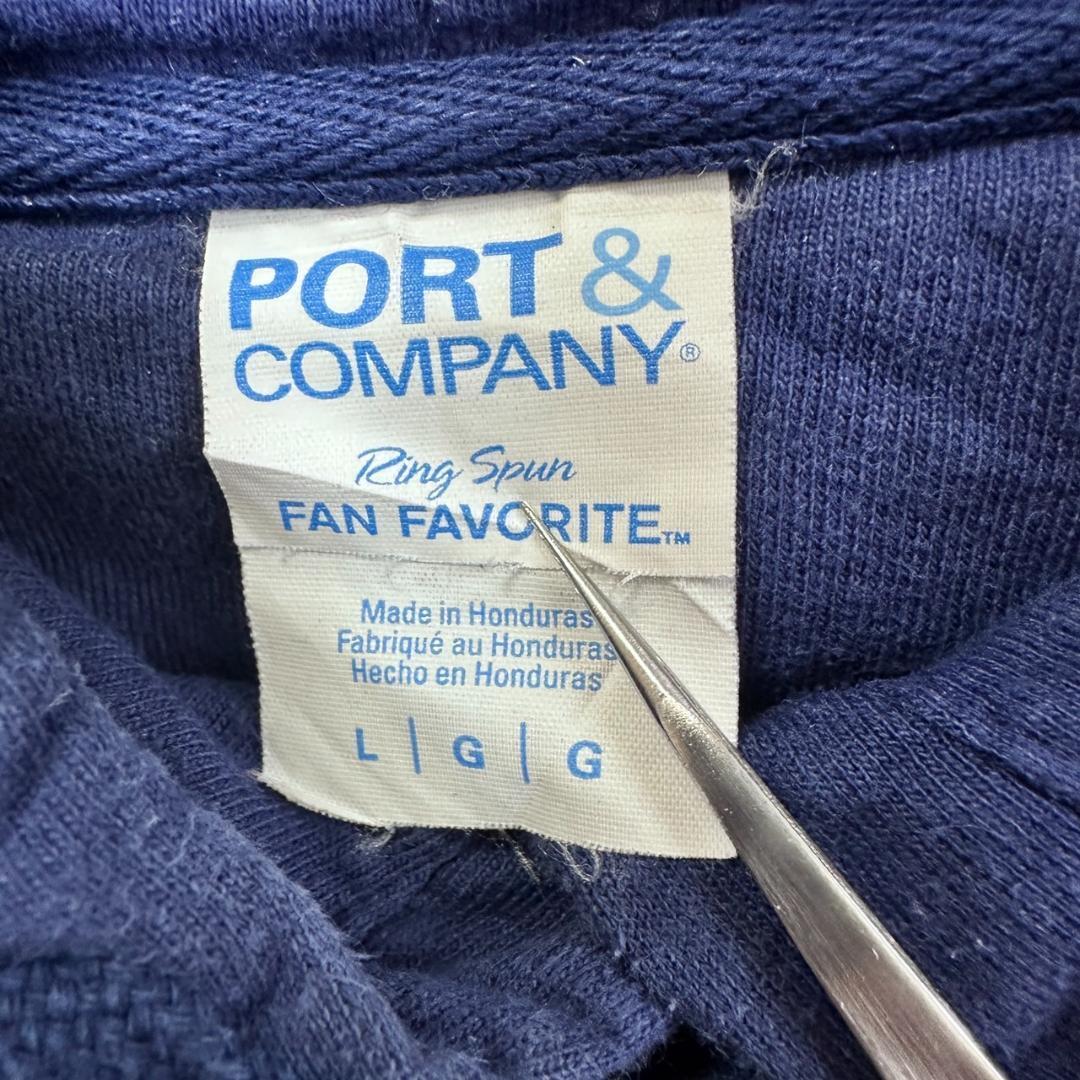 PORT &
COMPANY®
Ring Spun
FAN FAVORITE™
Made in Honduras
Fabriqué au Honduras
Hecho en Honduras
L | G | G